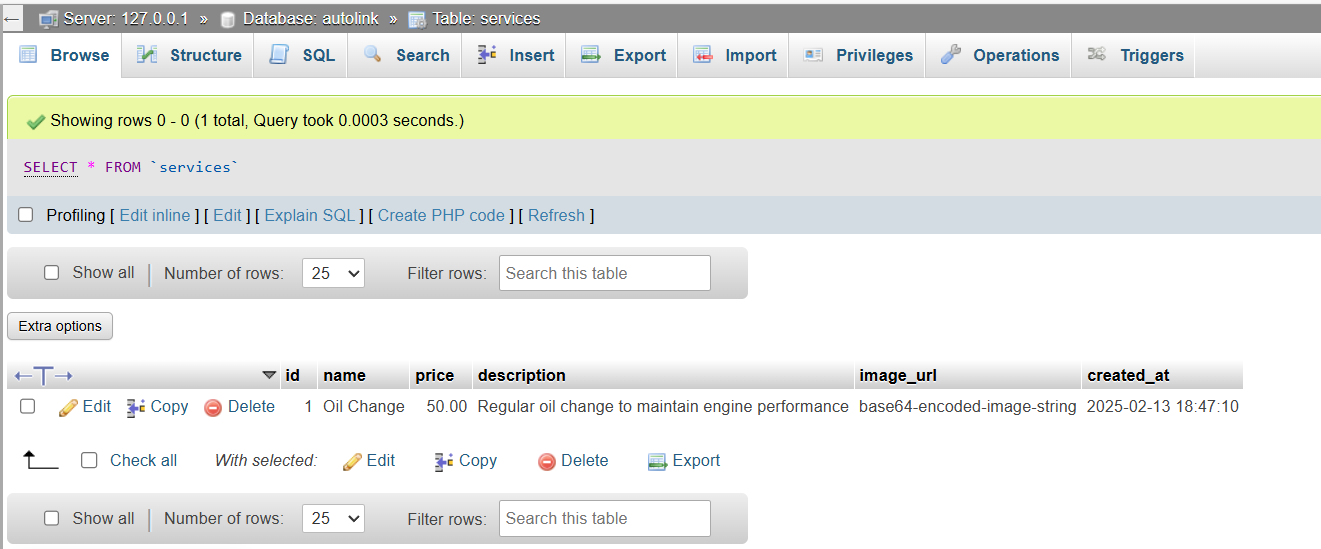 Server: 127.0.0.1 » Database: autolink » Table: services
Browse Structure SQL Search Insert Export Import Privileges Operations Triggers
Showing rows 0 - 0 (1 total, Query took 0.0003 seconds.)
SELECT * FROM `services`
Profiling [ Edit inline ] [ Edit ] [ Explain SQL ] [ Create PHP code ] [ Refresh ]
Show all Number of rows: 25 Filter rows: Search this table
Extra options
id name price description image_url created_at
Edit Copy Delete 1 Oil Change 50.00 Regular oil change to maintain engine performance base64-encoded-image-string 2025-02-13 18:47:10
Check all With selected: Edit Copy Delete Export
Show all Number of rows: 25 Filter rows: Search this table